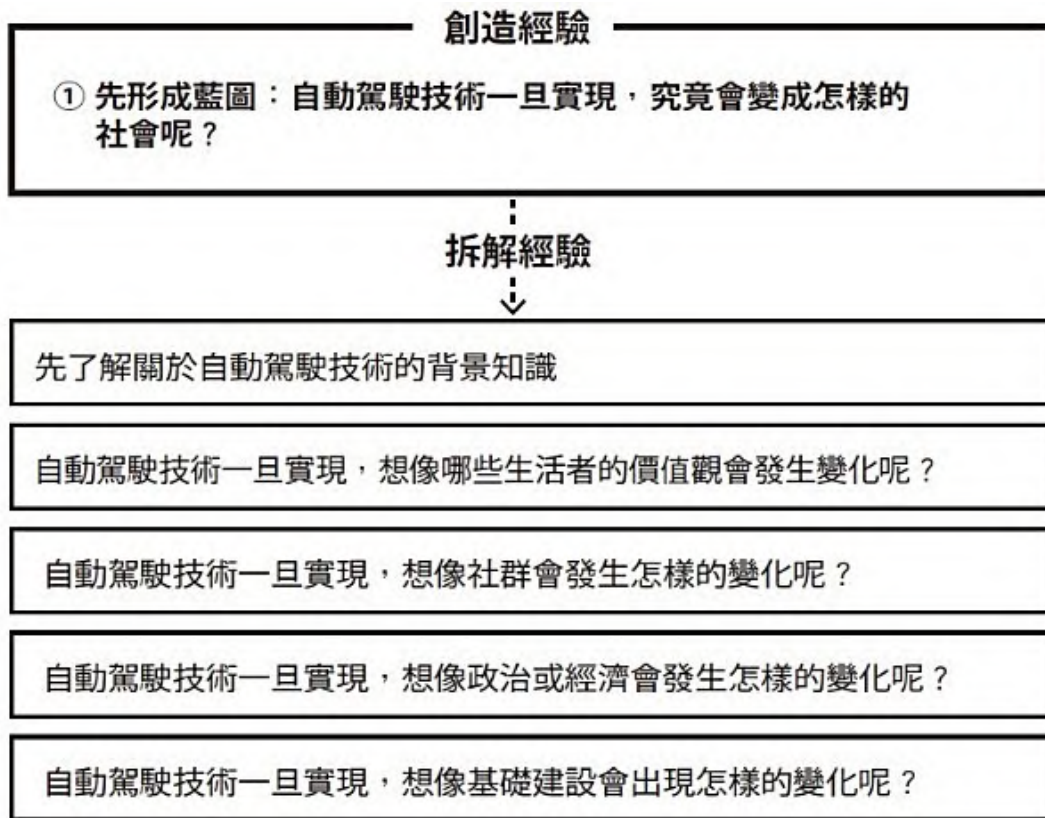 創造經驗
① 先形成藍圖：自動駕駛技術一旦實現，究竟會變成怎樣的
社會呢？
拆解經驗
先了解關於自動駕駛技術的背景知識
自動駕駛技術一旦實現，想像哪些生活者的價值觀會發生變化呢？
自動駕駛技術一旦實現，想像社群會發生怎樣的變化呢？
自動駕駛技術一旦實現，想像政治或經濟會發生怎樣的變化呢？
自動駕駛技術一旦實現，想像基礎建設會出現怎樣的變化呢？